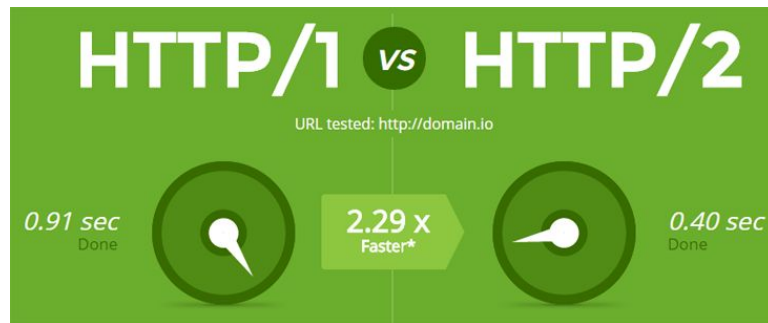 HTTP/1 vs HTTP/2
URL tested: http://domain.io
0.91 sec
Done
2.29 x
Faster*
0.40 sec
Done